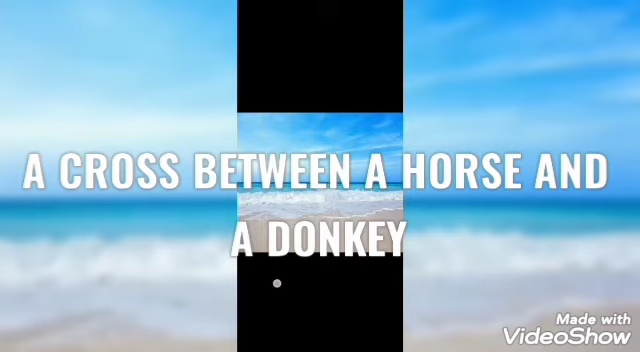 A CROSS BETWEEN A HORSE AND
A DONKEY
Made with
VideoShow